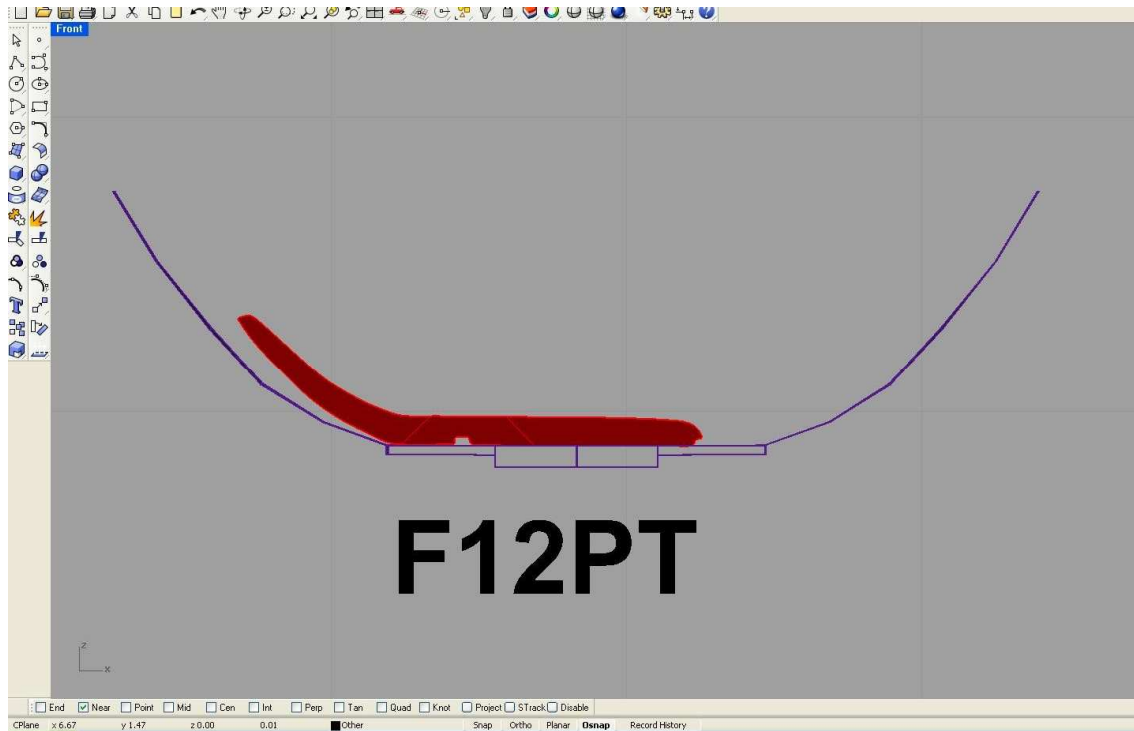 Front
F12PT
z
x
End Near Point Mid Cen Int Perp Tan Quad Knot Project STrack Disable
CPlane x 6.67 y 1.47 z 0.00 0.01 Other Snap Ortho Planar Osnap Record History